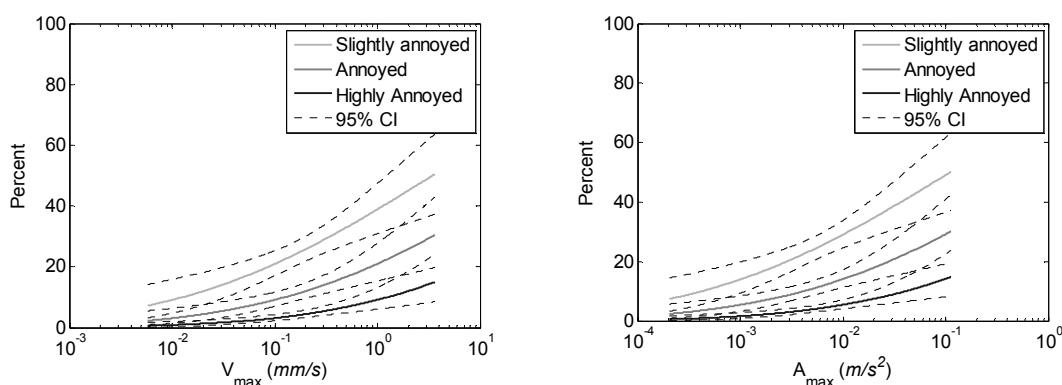 100
80
60
40
20
0
Percent
Slightly annoyed
Annoyed
Highly Annoyed
95% CI
10^-3
10^-2
10^-1
10^0
10^1
V_max (mm/s)
100
80
60
40
20
0
Percent
Slightly annoyed
Annoyed
Highly Annoyed
95% CI
10^-4
10^-3
10^-2
10^-1
10^0
A_max (m/s^2)